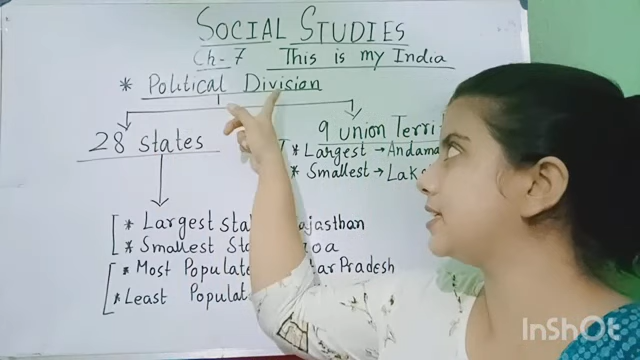 SOCIAL STUDIES
Ch-7 This is my India
* Political Division
28 states
9 union Terri
* Largest → Andama
* Smallest → Lak
* Largest Sta ajasthan
* Smallest St oa
* Most Populate ar Pradesh
* Least Populat
InShOt